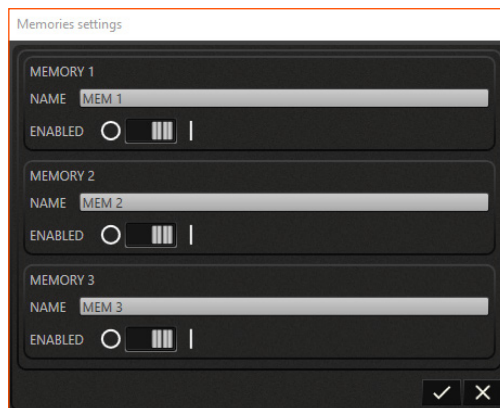 Memories settings
MEMORY 1
NAME MEM 1
ENABLED
MEMORY 2
NAME MEM 2
ENABLED
MEMORY 3
NAME MEM 3
ENABLED